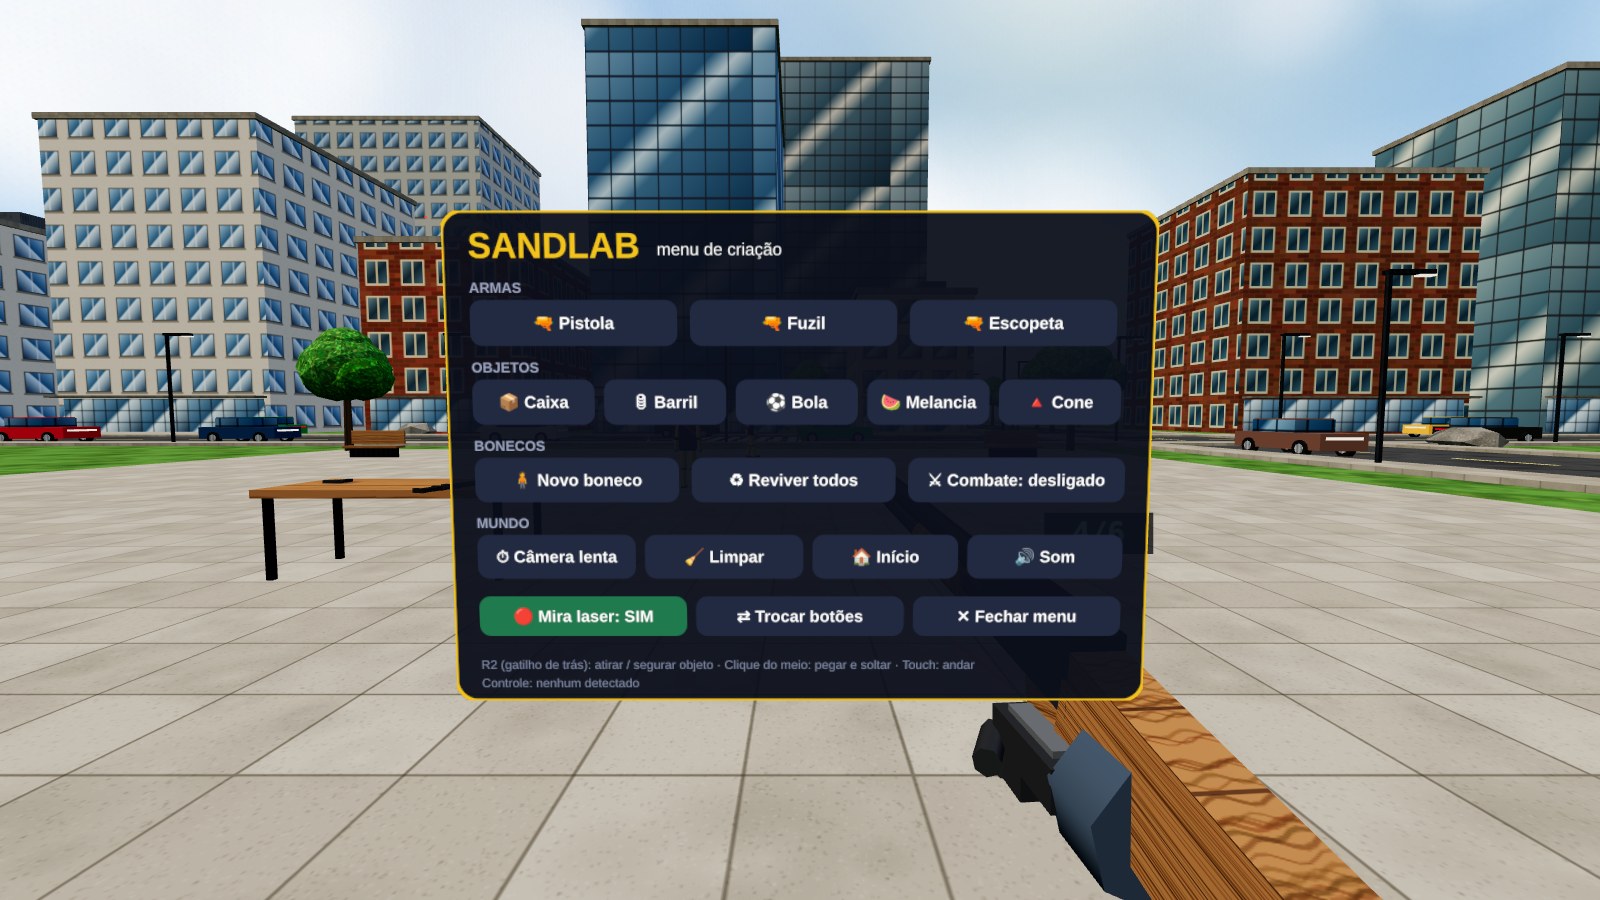 SANDLAB menu de criação
ARMAS
Pistola Fuzil Escopeta
OBJETOS
Caixa Barril Bola Melancia Cone
BONECOS
Novo boneco Reviver todos Combate: desligado
MUNDO
Câmera lenta Limpar Início Som
Mira laser: SIM Trocar botões Fechar menu
R2 (gatilho de trás): atirar / segurar objeto · Clique do meio: pegar e soltar · Touch: andar
Controle: nenhum detectado
4/6